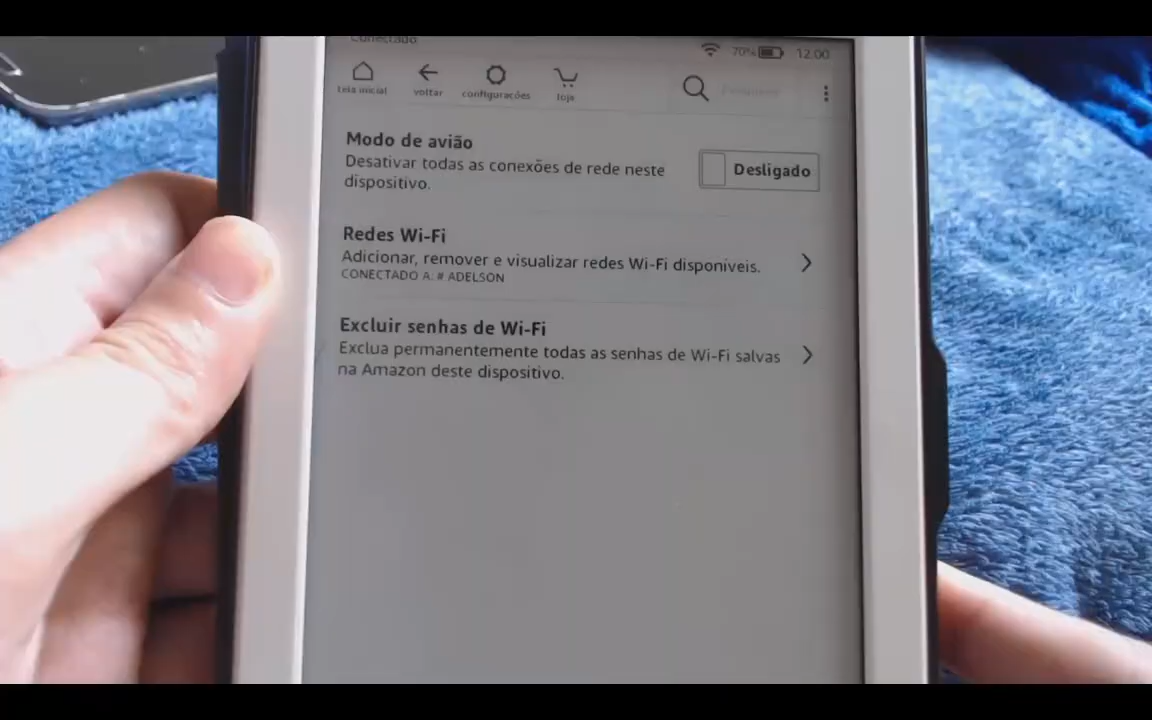 Conectado
70% 12:00
tela inicial voltar configurações loja
Modo de avião
Desativar todas as conexões de rede neste
dispositivo.
Desligado
Redes Wi-Fi
Adicionar, remover e visualizar redes Wi-Fi disponíveis.
CONECTADO A: # ADELSON
Excluir senhas de Wi-Fi
Exclua permanentemente todas as senhas de Wi-Fi salvas
na Amazon deste dispositivo.